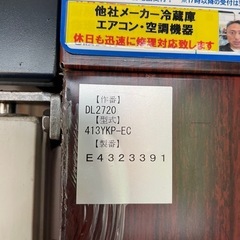 他社メーカー冷蔵庫
エアコン・空調機器
休日も迅速に修理対応致します
【作番】
DL2720
【型式】
413YKP-EC
【製番】
E4323391